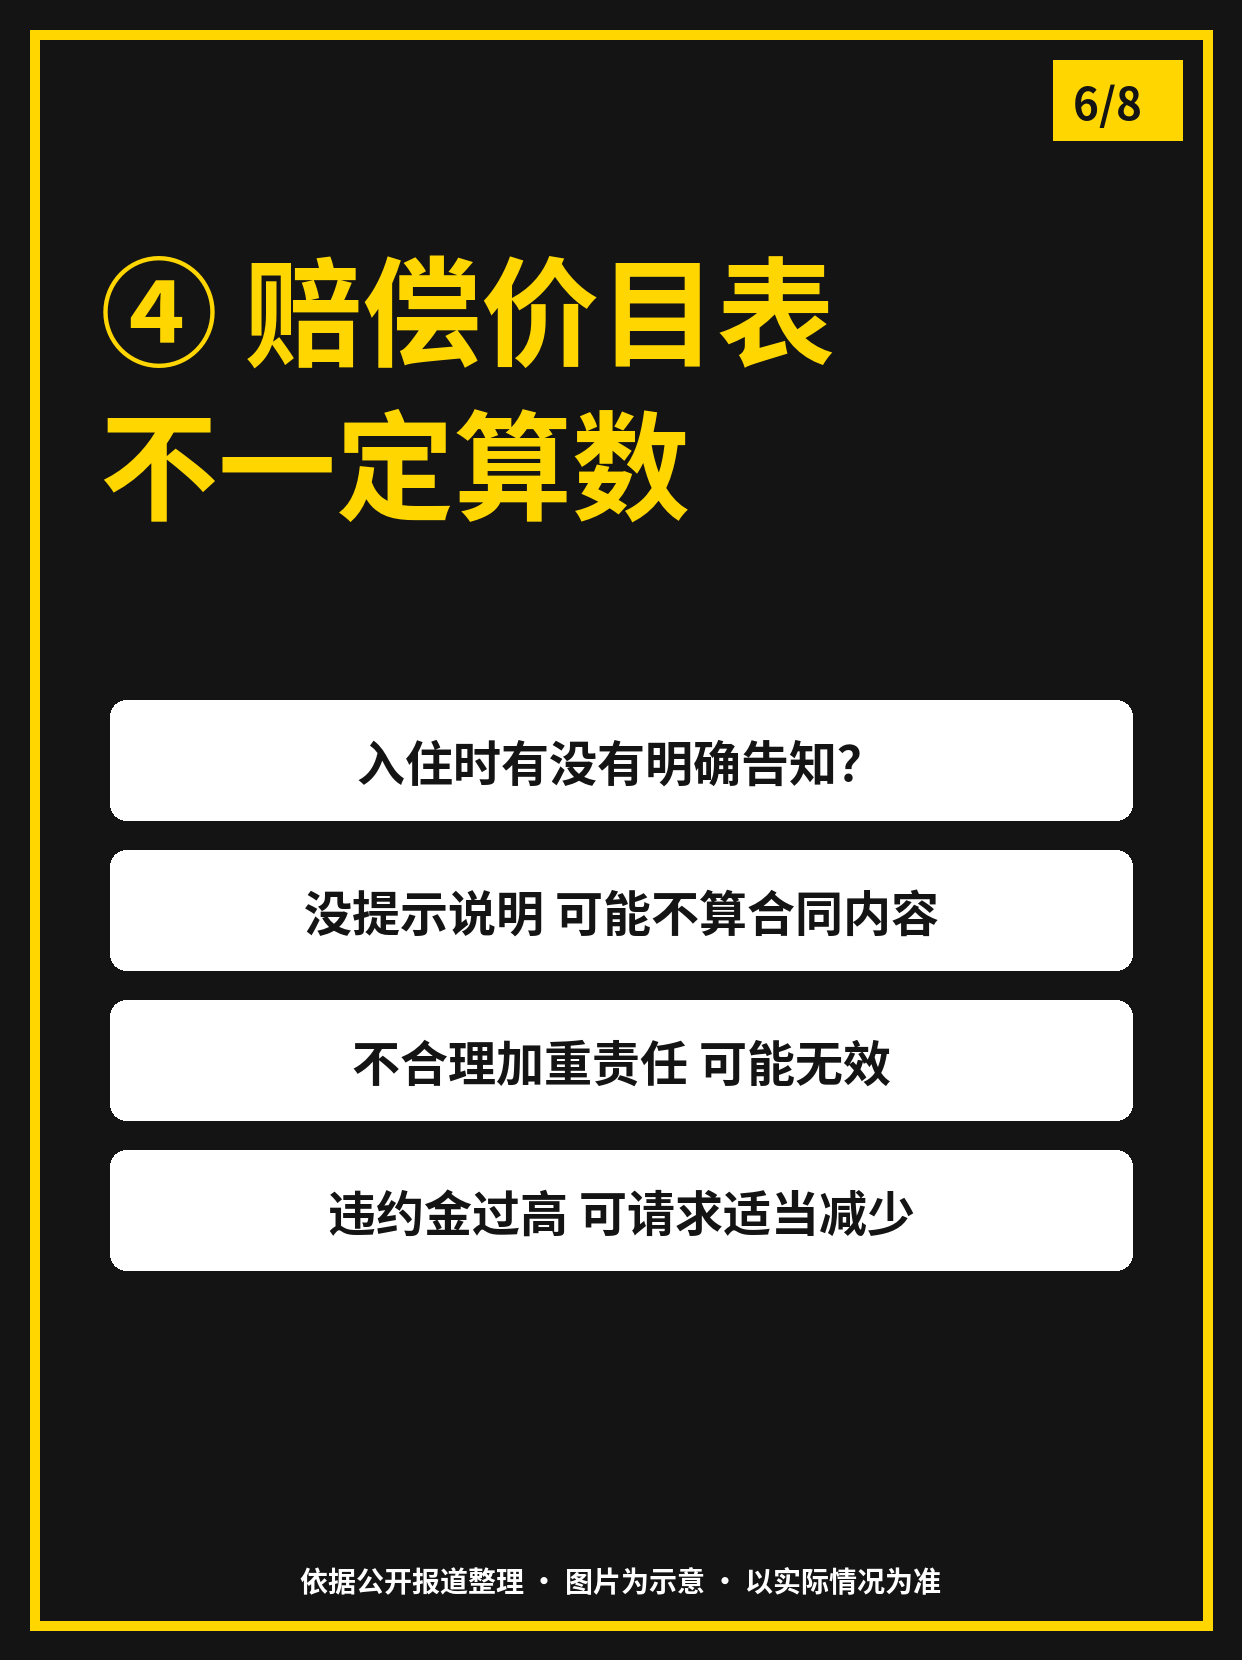 6/8
④ 赔偿价目表
不一定算数
入住时有没有明确告知？
没提示说明 可能不算合同内容
不合理加重责任 可能无效
违约金过高 可请求适当减少
依据公开报道整理 · 图片为示意 · 以实际情况为准